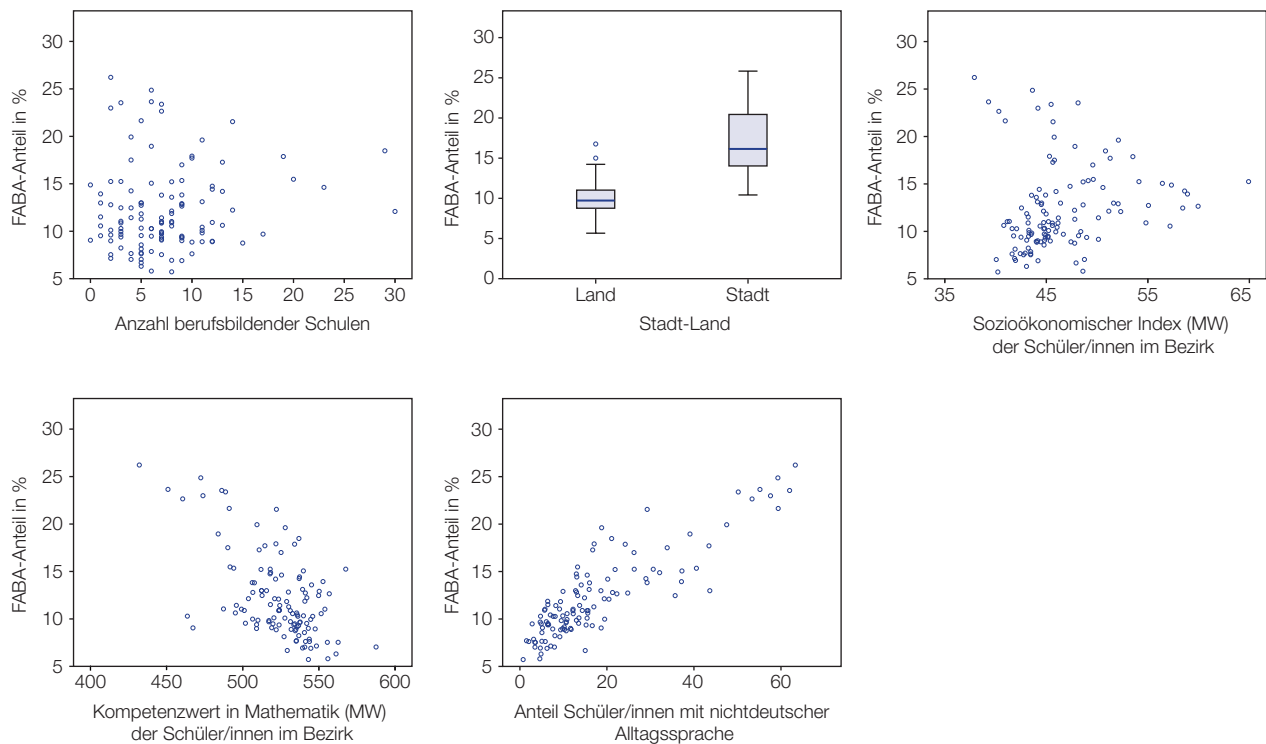 FABA-Anteil in %
30
25
20
15
10
5
0 5 10 15 20 25 30
Anzahl berufsbildender Schulen
FABA-Anteil in %
30
25
20
15
10
5
0
Land Stadt
Stadt-Land
FABA-Anteil in %
30
25
20
15
10
5
35 45 55 65
Sozioökonomischer Index (MW)
der Schüler/innen im Bezirk
FABA-Anteil in %
30
25
20
15
10
5
400 450 500 550 600
Kompetenzwert in Mathematik (MW)
der Schüler/innen im Bezirk
FABA-Anteil in %
30
25
20
15
10
5
0 20 40 60
Anteil Schüler/innen mit nichtdeutscher
Alltagssprache